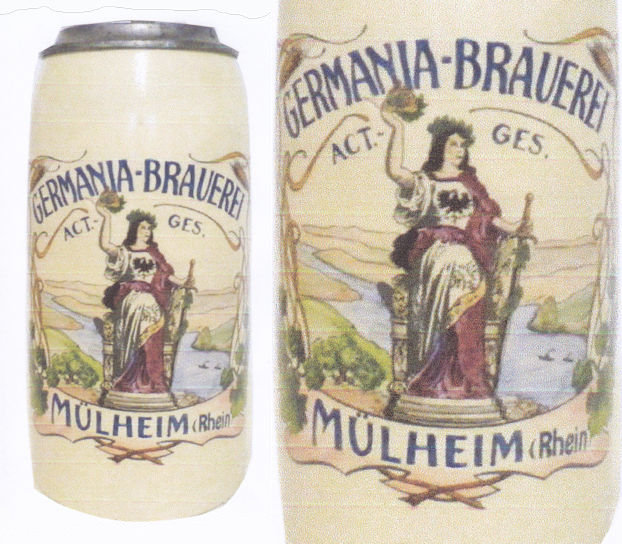 GERMANIA-BRAUEREI
ACT.- GES.
MÜLHEIM (Rhein)
GERMANIA-BRAUEREI
ACT.- GES.
MÜLHEIM (Rhein)